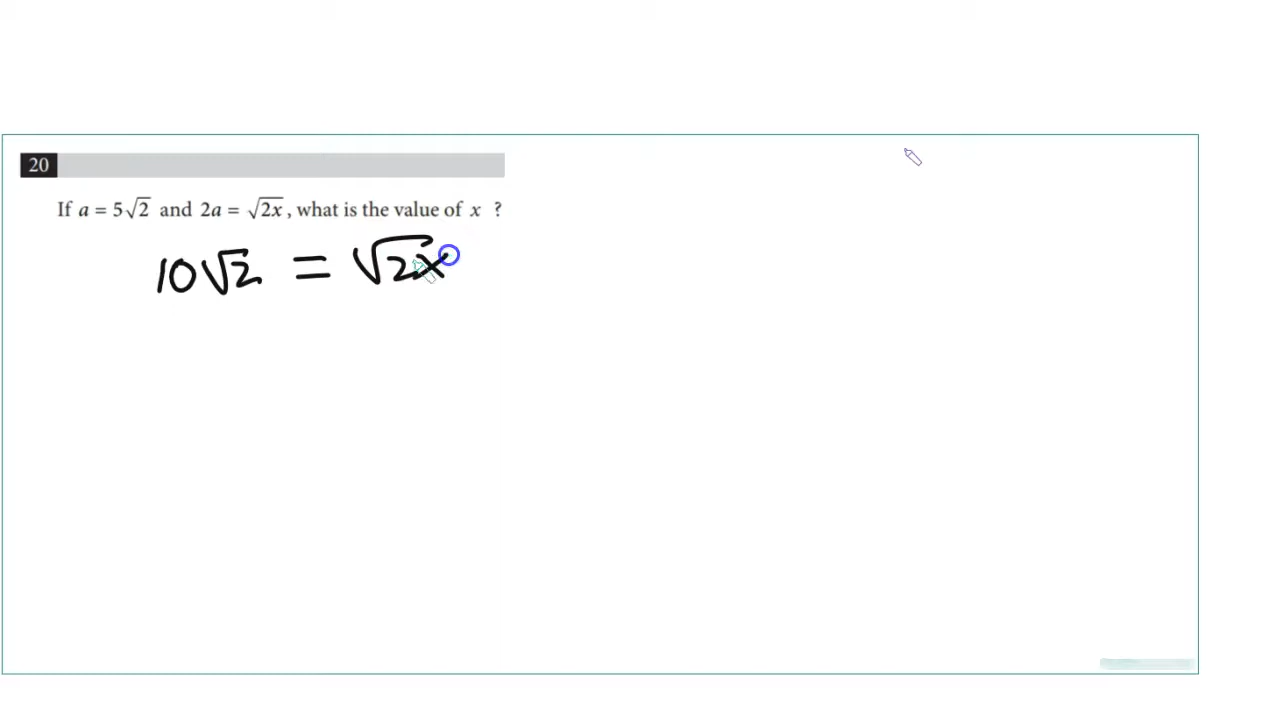 20
If a = 5√2 and 2a = √2x, what is the value of x ?
10√2 = √2x